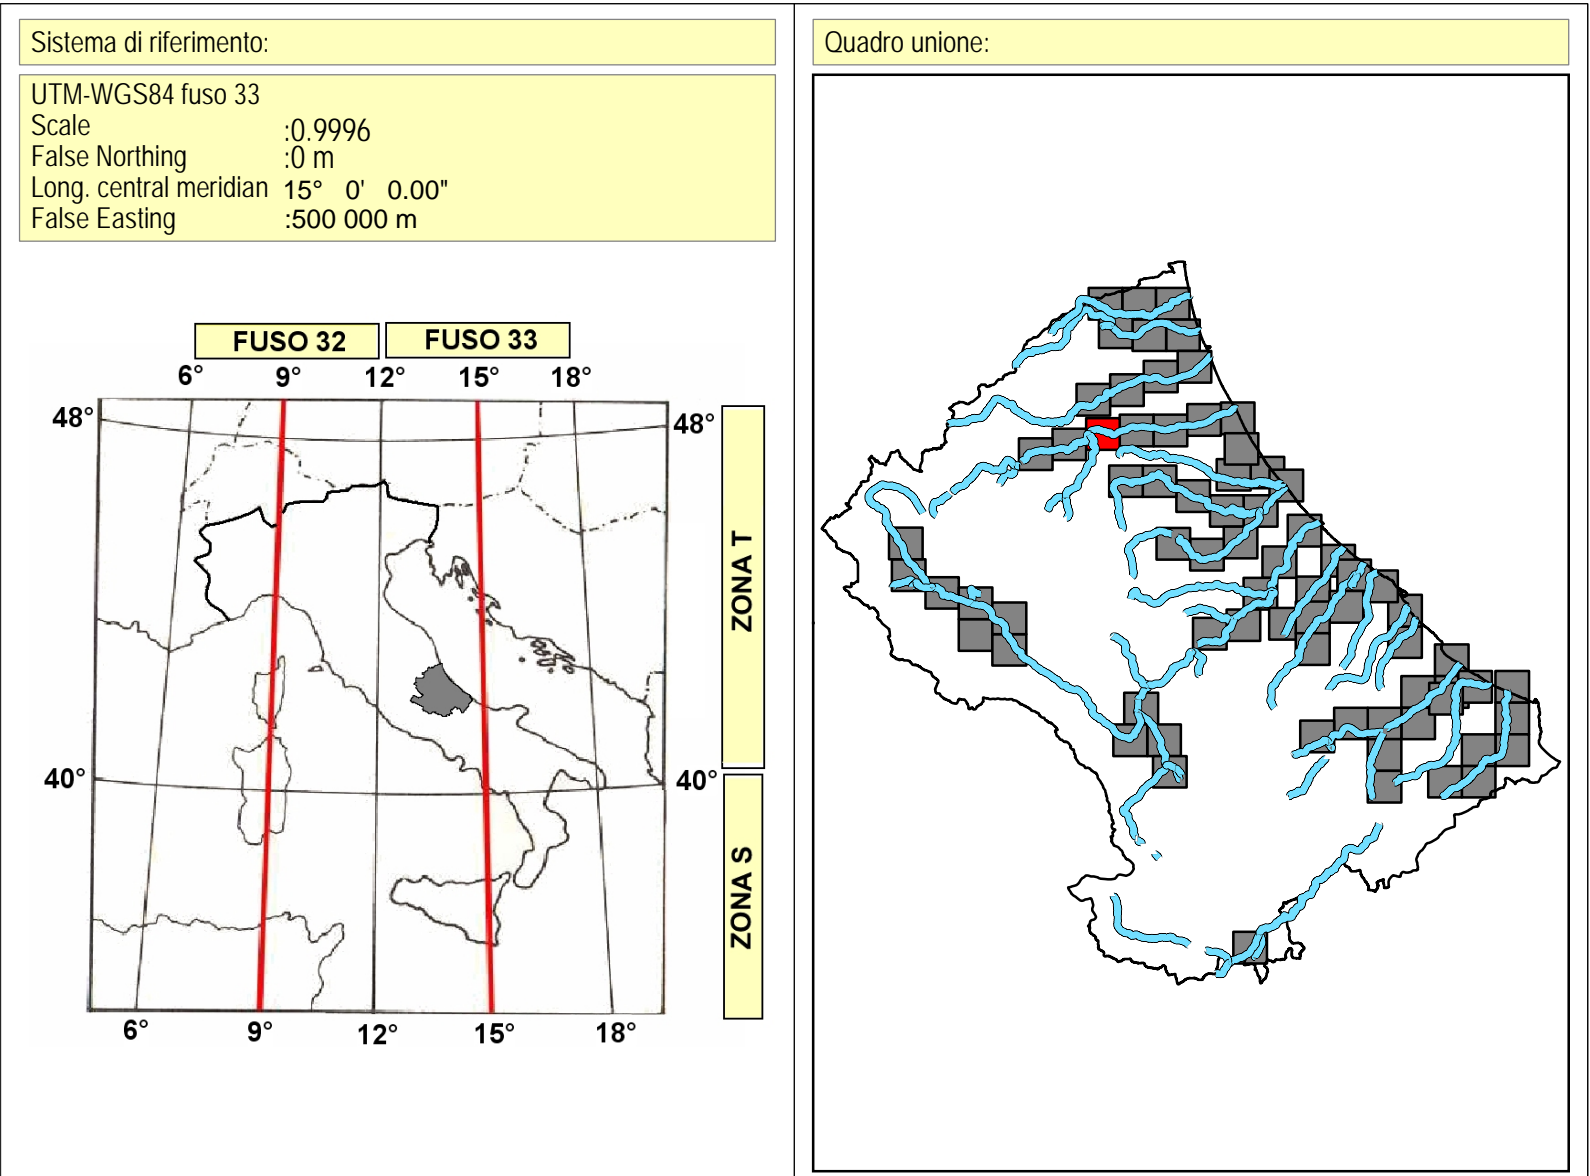 Sistema di riferimento:
UTM-WGS84 fuso 33
Scale :0.9996
False Northing :0 m
Long. central meridian 15° 0' 0.00"
False Easting :500 000 m
FUSO 32 FUSO 33
6° 9° 12° 15° 18°
48° 48°
ZONA T
40° 40°
ZONA S
6° 9° 12° 15° 18°
Quadro unione: